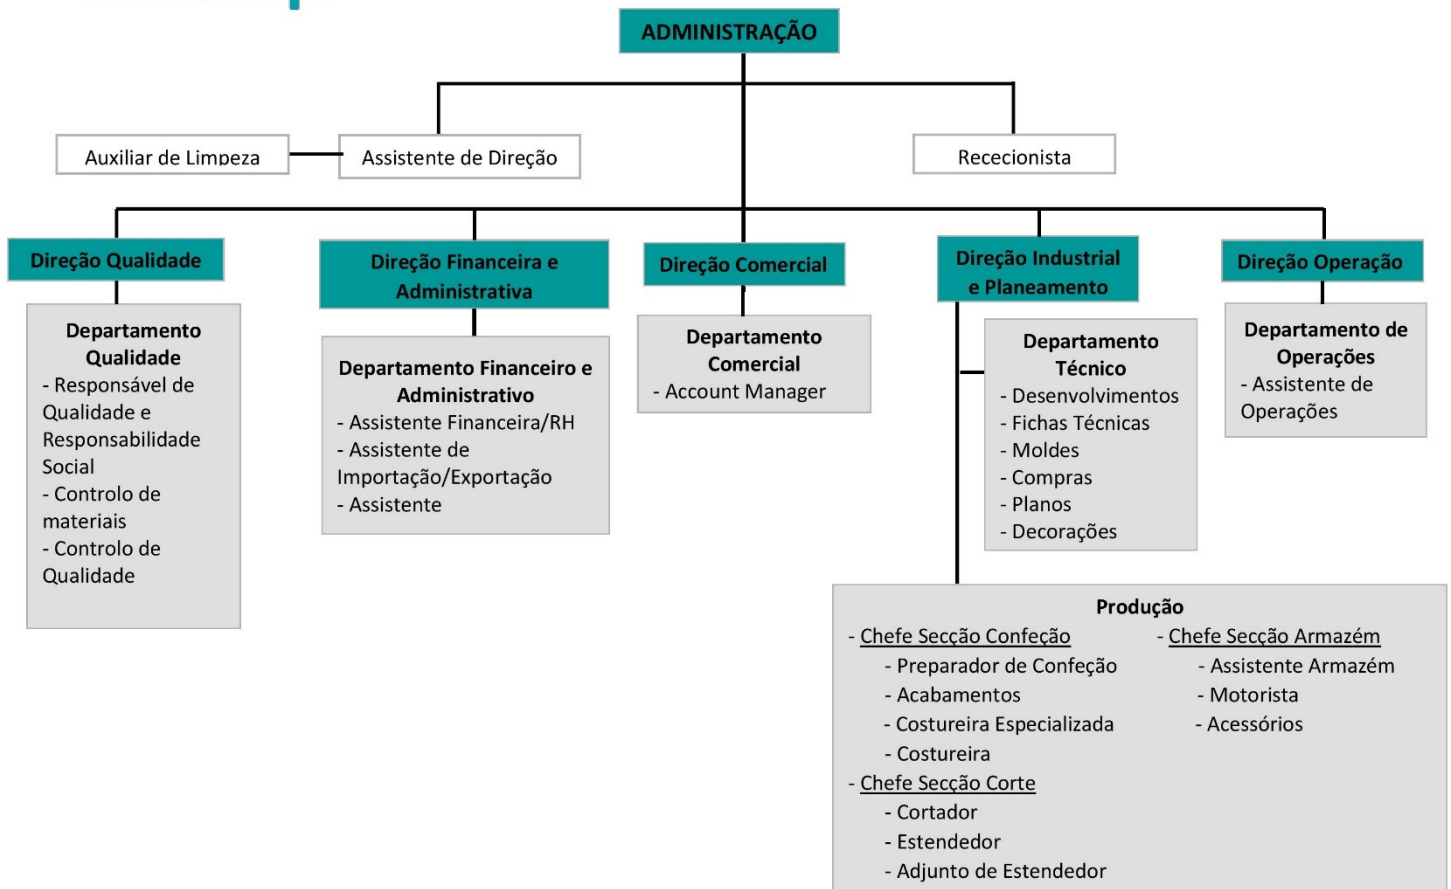 ADMINISTRAÇÃO
Auxiliar de Limpeza
Assistente de Direção
Rececionista
Direção Qualidade
Departamento
Qualidade
- Responsável de
Qualidade e
Responsabilidade
Social
- Controlo de
materiais
- Controlo de
Qualidade
Direção Financeira e
Administrativa
Departamento Financeiro e
Administrativo
- Assistente Financeira/RH
- Assistente de
Importação/Exportação
- Assistente
Direção Comercial
Departamento
Comercial
- Account Manager
Direção Industrial
e Planeamento
Departamento
Técnico
- Desenvolvimentos
- Fichas Técnicas
- Moldes
- Compras
- Planos
- Decorações
Direção Operação
Departamento de
Operações
- Assistente de
Operações
Produção
- Chefe Secção Confeção
- Preparador de Confeção
- Acabamentos
- Costureira Especializada
- Costureira
- Chefe Secção Corte
- Cortador
- Estendedor
- Adjunto de Estendedor
- Chefe Secção Armazém
- Assistente Armazém
- Motorista
- Acessórios